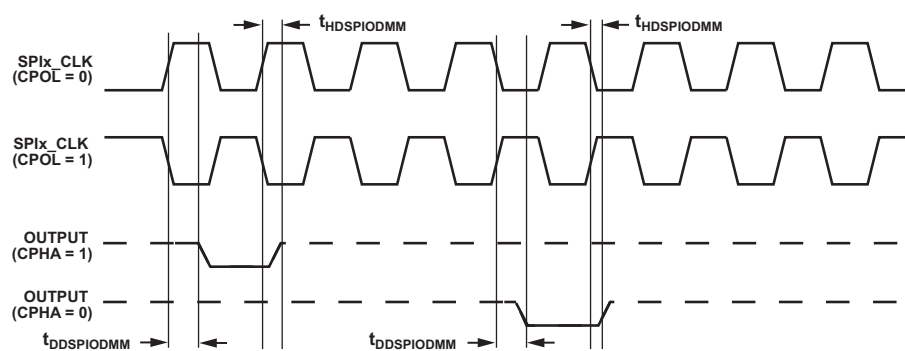 tHDSPIODMM
tHDSPIODMM
SPIx_CLK
(CPOL = 0)
SPIx_CLK
(CPOL = 1)
OUTPUT
(CPHA = 1)
OUTPUT
(CPHA = 0)
tDDSPIODMM
tDDSPIODMM